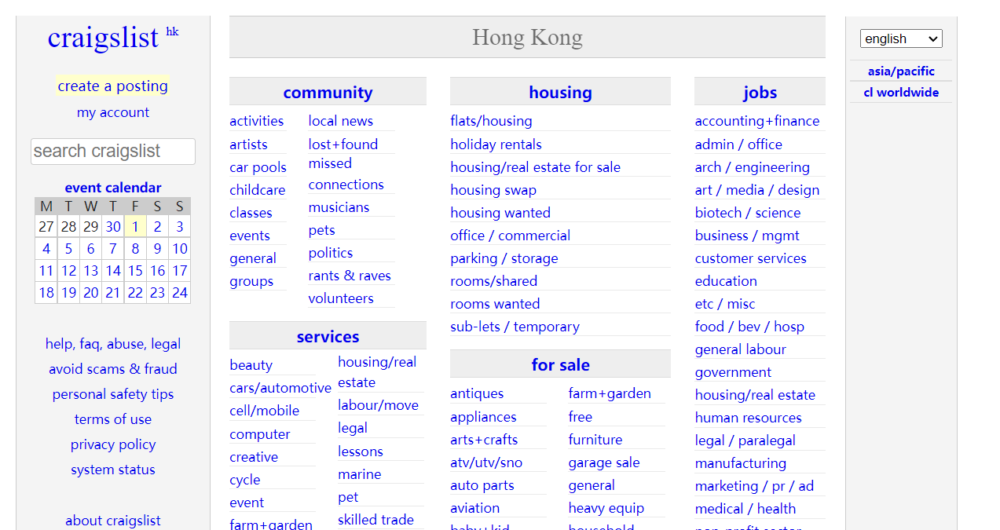 craigslist hk
create a posting
my account
search craigslist
event calendar
M T W T F S S
27 28 29 30 1 2 3
4 5 6 7 8 9 10
11 12 13 14 15 16 17
18 19 20 21 22 23 24
help, faq, abuse, legal
avoid scams & fraud
personal safety tips
terms of use
privacy policy
system status
about craigslist
Hong Kong
community
activities
artists
car pools
childcare
classes
events
general
groups
local news
lost+found
missed
connections
musicians
pets
politics
rants & raves
volunteers
services
beauty
cars/automotive
cell/mobile
computer
creative
cycle
event
farm+garden
housing/real
estate
labour/move
legal
lessons
marine
pet
skilled trade
housing
flats/housing
holiday rentals
housing/real estate for sale
housing swap
housing wanted
office / commercial
parking / storage
rooms/shared
rooms wanted
sub-lets / temporary
for sale
antiques
appliances
arts+crafts
atv/utv/sno
auto parts
aviation
baby+kid
farm+garden
free
furniture
garage sale
general
heavy equip
household
jobs
accounting+finance
admin / office
arch / engineering
art / media / design
biotech / science
business / mgmt
customer services
education
etc / misc
food / bev / hosp
general labour
government
housing/real estate
human resources
legal / paralegal
manufacturing
marketing / pr / ad
medical / health
non-profit sector
english
asia/pacific
cl worldwide